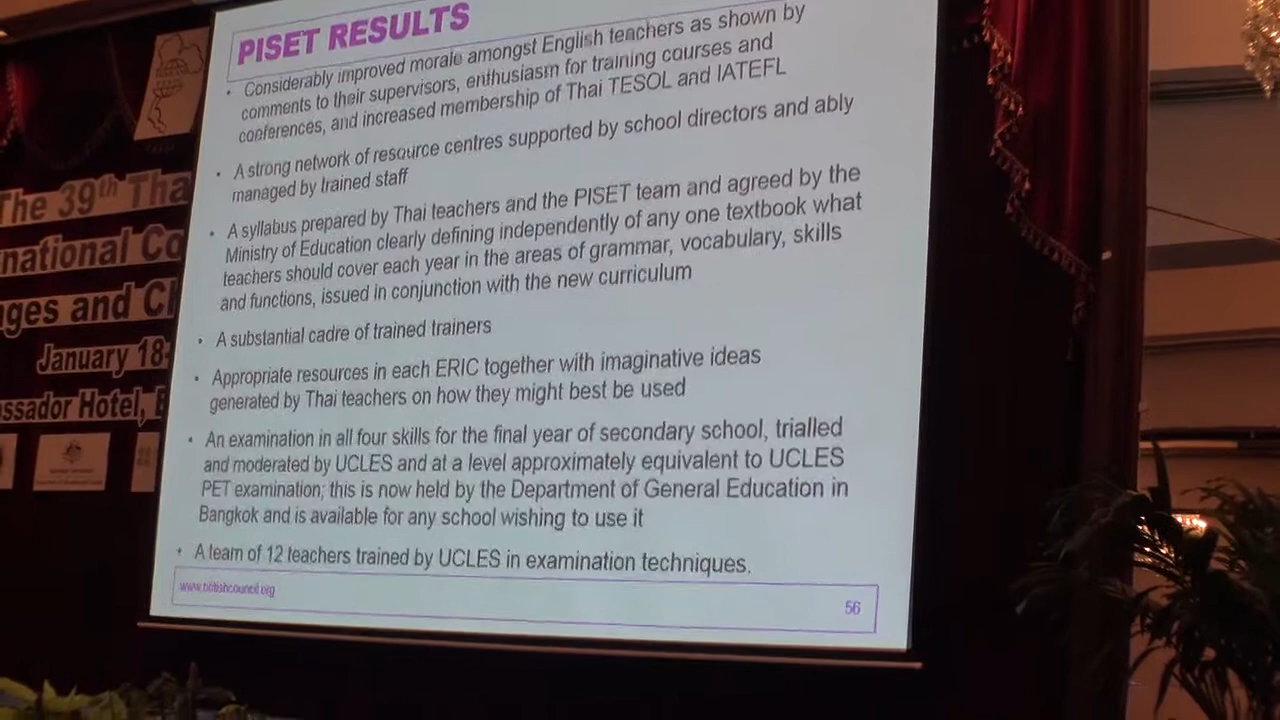 PISET RESULTS
• Considerably improved morale amongst English teachers as shown by
comments to their supervisors, enthusiasm for training courses and
conferences, and increased membership of Thai TESOL and IATEFL
• A strong network of resource centres supported by school directors and ably
managed by trained staff
• A syllabus prepared by Thai teachers and the PISET team and agreed by the
Ministry of Education clearly defining independently of any one textbook what
teachers should cover each year in the areas of grammar, vocabulary, skills
and functions, issued in conjunction with the new curriculum
• A substantial cadre of trained trainers
• Appropriate resources in each ERIC together with imaginative ideas
generated by Thai teachers on how they might best be used
• An examination in all four skills for the final year of secondary school, trialled
and moderated by UCLES and at a level approximately equivalent to UCLES
PET examination; this is now held by the Department of General Education in
Bangkok and is available for any school wishing to use it
• A team of 12 teachers trained by UCLES in examination techniques.
www.britishcouncil.org
56
The 39th Tha
national Co
ges and Ch
January 18-
ssador Hotel, B